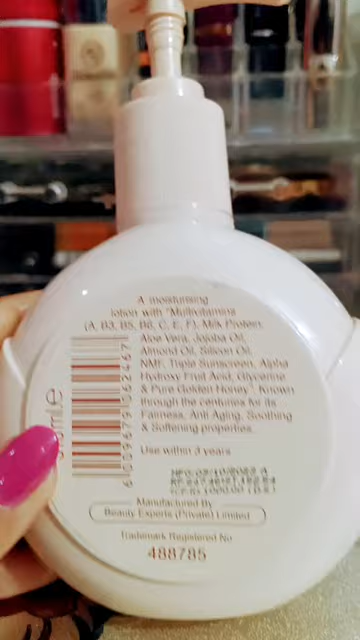 A moisturising
lotion with "Multivitamins
(A, B3, B5, B6, C, E, F), Milk Protein,
Aloe Vera, Jojoba Oil,
Almond Oil, Silicon Oil,
NMF, Triple Sunscreen, Alpha
Hydroxy Fruit Acid, Glycerine
& Pure Golden Honey" Known
through the centuries for its
Fairness, Anti Aging, Soothing
& Softening properties.
Use within 3 years
Manufactured By
Beauty Experts (Private) Limited
Trademark Registered No
488785